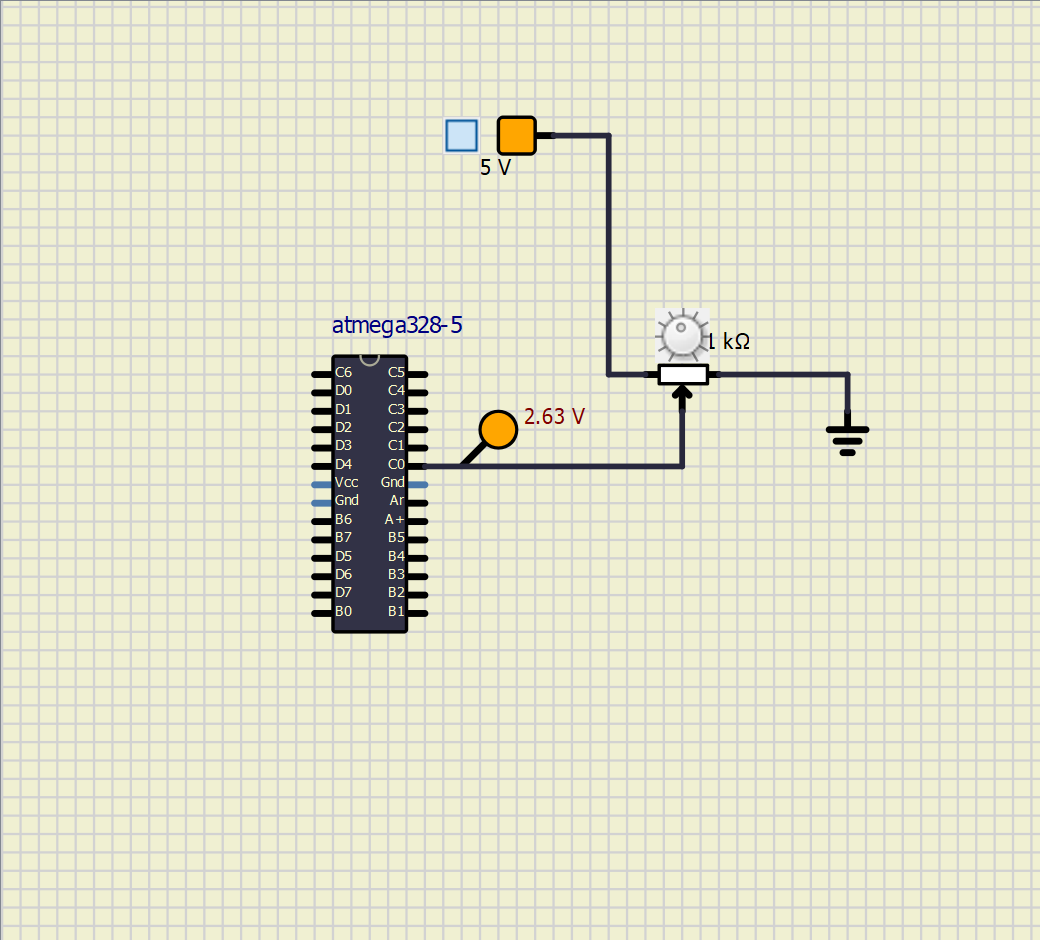 5 V
atmega328-5
1 kΩ
2.63 V
C6 C5
D0 C4
D1 C3
D2 C2
D3 C1
D4 C0
Vcc Gnd
Gnd Ar
B6 A+
B7 B5
D5 B4
D6 B3
D7 B2
B0 B1